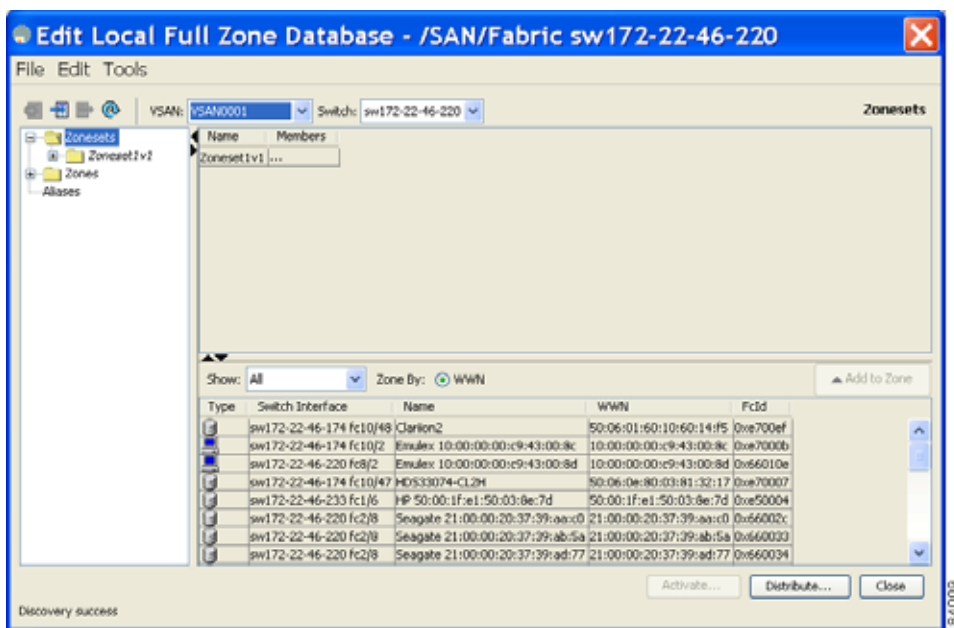 Edit Local Full Zone Database - /SAN/Fabric sw172-22-46-220
File Edit Tools
VSAN: VSAN0001 Switch: sw172-22-46-220 Zonesets
Zonesets
Zoneset1v1
Zones
Aliases
Name Members
Zoneset1v1 ...
Show: All Zone By: WWN Add to Zone
Type Switch Interface Name WWN FcId
sw172-22-46-174 fc10/48 Clariion2 50:06:01:60:10:60:14:f5 0xe700ef
sw172-22-46-174 fc10/2 Emulex 10:00:00:00:c9:43:00:8c 10:00:00:00:c9:43:00:8c 0xe7000b
sw172-22-46-220 fc8/2 Emulex 10:00:00:00:c9:43:00:8d 10:00:00:00:c9:43:00:8d 0x66010e
sw172-22-46-174 fc10/47 HDS33074-CL2H 50:06:0e:80:03:81:32:17 0xe70007
sw172-22-46-233 fc1/6 HP 50:00:1f:e1:50:03:8e:7d 50:00:1f:e1:50:03:8e:7d 0xe50004
sw172-22-46-220 fc2/8 Seagate 21:00:00:20:37:39:aa:c0 21:00:00:20:37:39:aa:c0 0x66002c
sw172-22-46-220 fc2/8 Seagate 21:00:00:20:37:39:ab:5a 21:00:00:20:37:39:ab:5a 0x660033
sw172-22-46-220 fc2/8 Seagate 21:00:00:20:37:39:ad:77 21:00:00:20:37:39:ad:77 0x660034
Activate... Distribute... Close
Discovery success